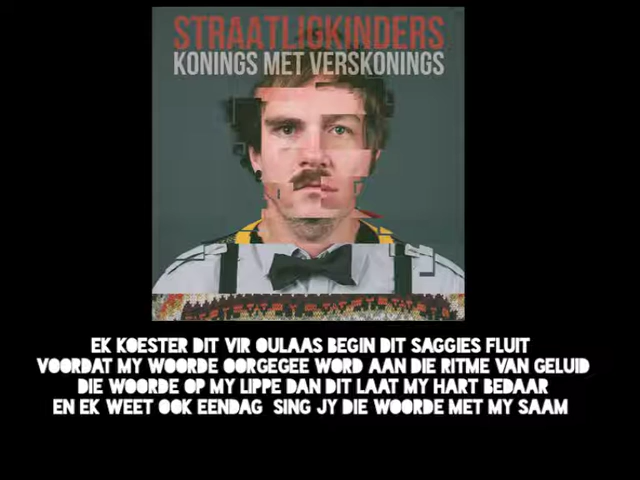 STRAATLIGKINDERS
KONINGS MET VERSKONINGS
EK KOESTER DIT VIR OULAAS BEGIN DIT SAGGIES FLUIT
VOORDAT MY WOORDE OORGEGEE WORD AAN DIE RITME VAN GELUID
DIE WOORDE OP MY LIPPE DAN DIT LAAT MY HART BEDAAR
EN EK WEET OOK EENDAG SING JY DIE WOORDE MET MY SAAM